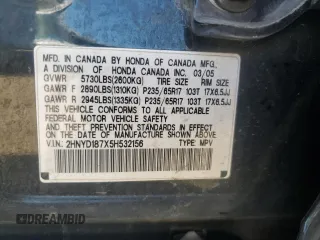 MFD. IN CANADA BY HONDA OF CANADA MFG.
A DIVISION OF HONDA CANADA INC. 03/05
GVWR 5730LBS(2600KG) TIRE SIZE RIM SIZE
GAWR F 2890LBS(1310KG) P235/65R17 103T 17X6.5JJ
GAWR R 2945LBS(1335KG) P235/65R17 103T 17X6.5JJ
THIS VEHICLE CONFORMS TO ALL APPLICABLE
FEDERAL MOTOR VEHICLE SAFETY STANDARDS IN
EFFECT ON THE DATE OF MANUFACTURE SHOWN ABOVE.
V.I.N. 2HNYD187X5H532156 TYPE: MPV
DREAMBID